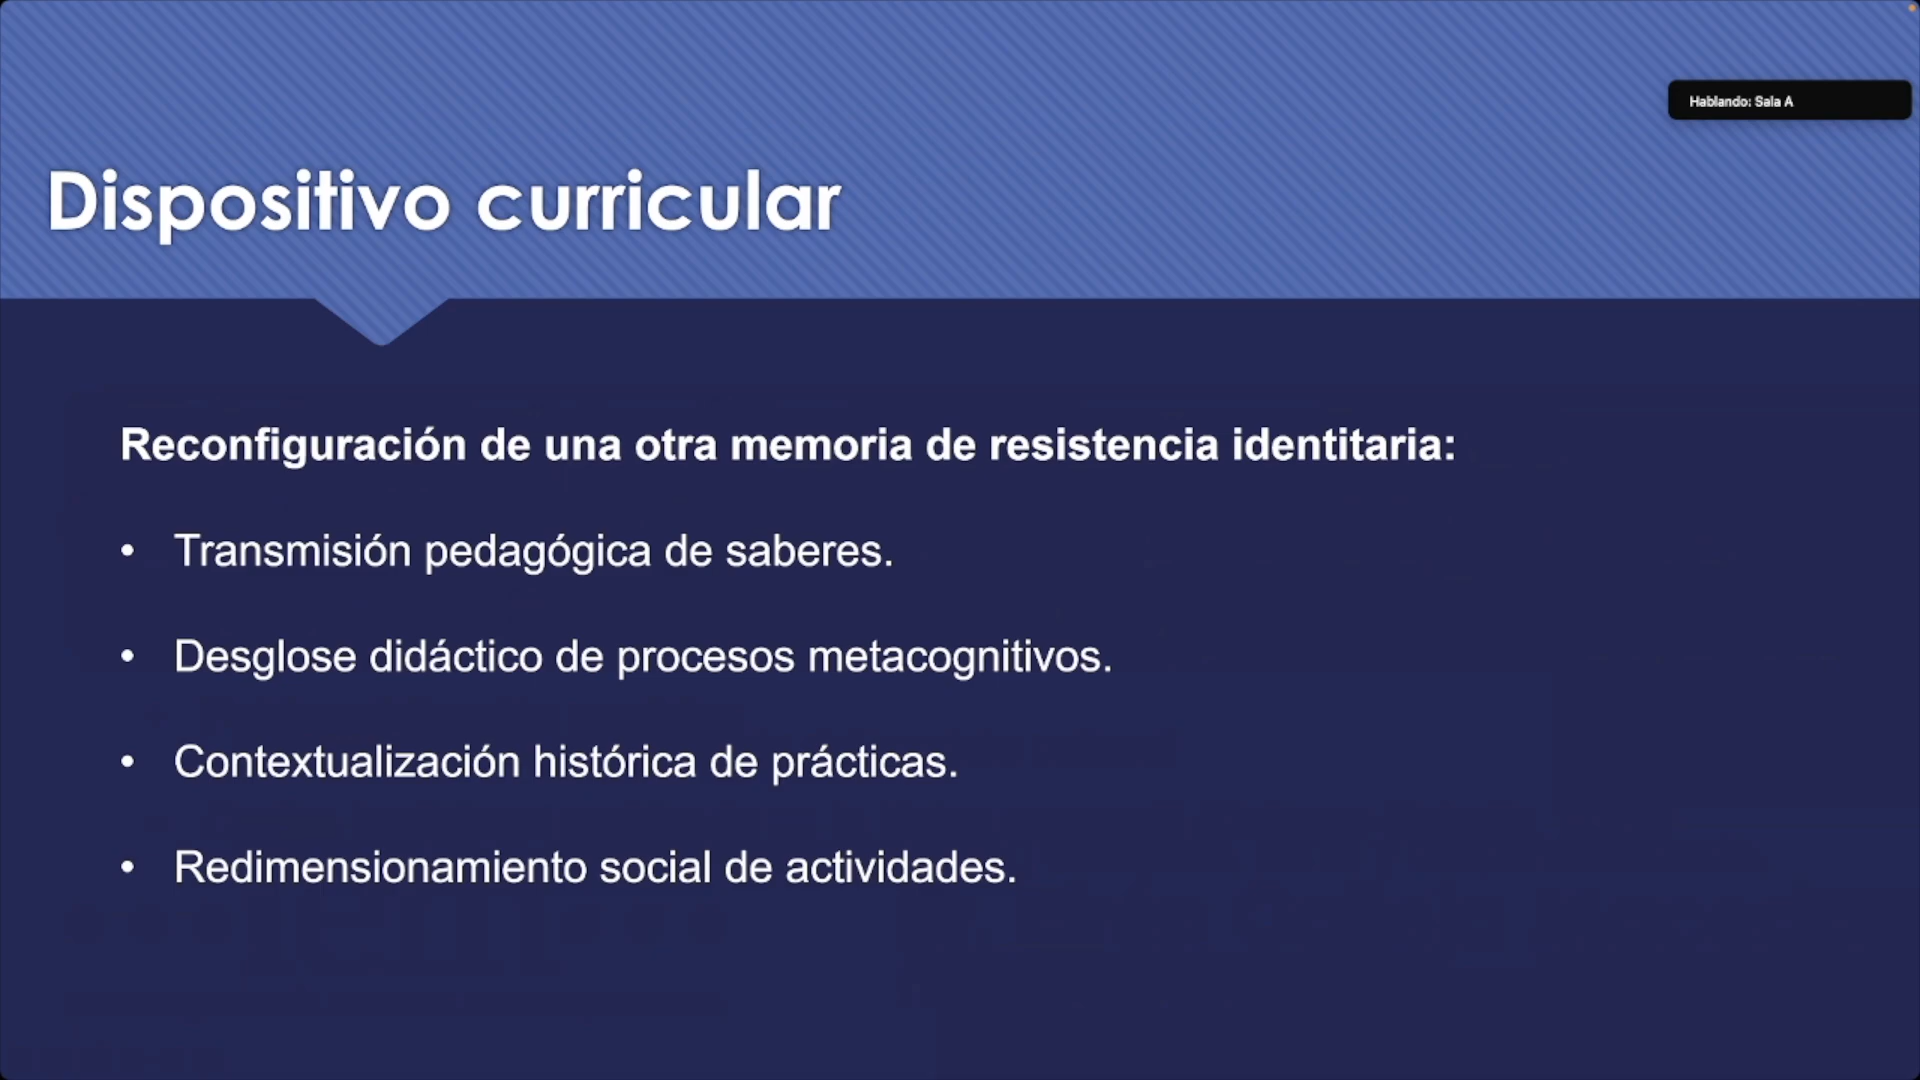 Hablando: Sala A
Dispositivo curricular
Reconfiguración de una otra memoria de resistencia identitaria:
• Transmisión pedagógica de saberes.
• Desglose didáctico de procesos metacognitivos.
• Contextualización histórica de prácticas.
• Redimensionamiento social de actividades.